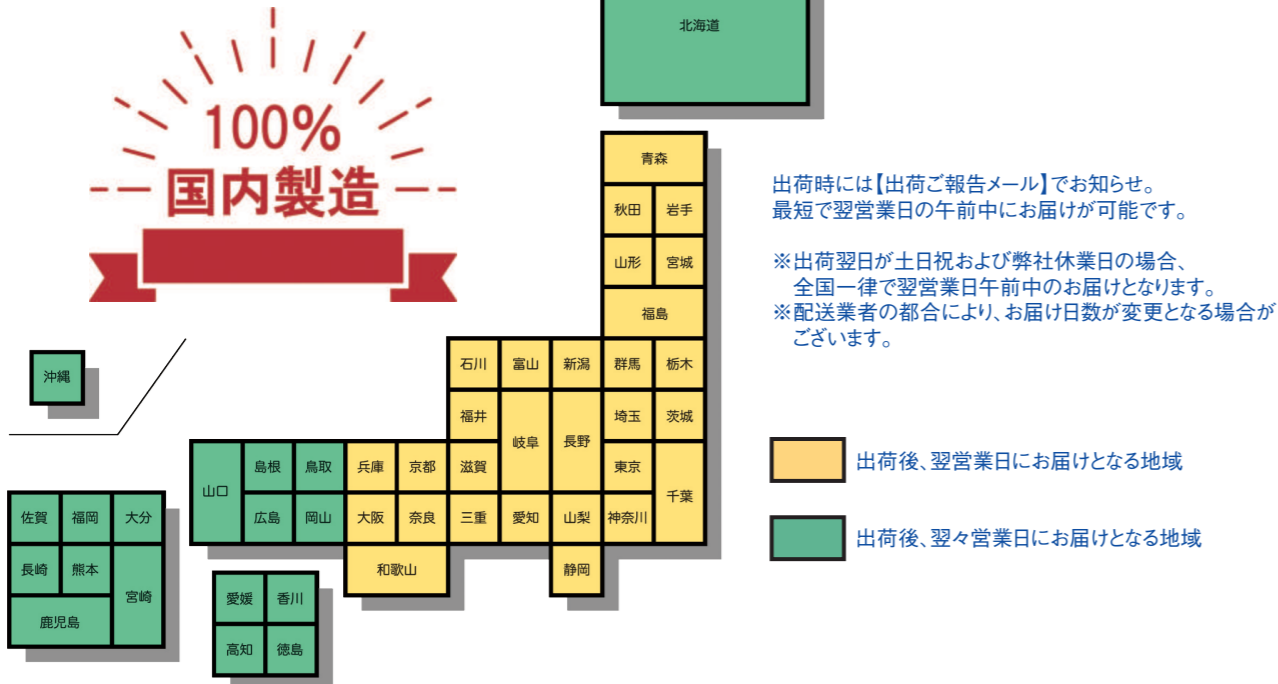 100%
国内製造
北海道
青森
秋田 岩手
山形 宮城
福島
石川 富山 新潟 群馬 栃木
福井 岐阜 長野 埼玉 茨城
山口 島根 鳥取 兵庫 京都 滋賀 東京 千葉
広島 岡山 大阪 奈良 三重 愛知 山梨 神奈川
和歌山 静岡
沖縄
佐賀 福岡 大分
長崎 熊本 宮崎
鹿児島
愛媛 香川
高知 徳島
出荷時には【出荷ご報告メール】でお知らせ。
最短で翌営業日の午前中にお届けが可能です。
※出荷翌日が土日祝および弊社休業日の場合、
全国一律で翌営業日午前中のお届けとなります。
※配送業者の都合により、お届け日数が変更となる場合が
ございます。
出荷後、翌営業日にお届けとなる地域
出荷後、翌々営業日にお届けとなる地域